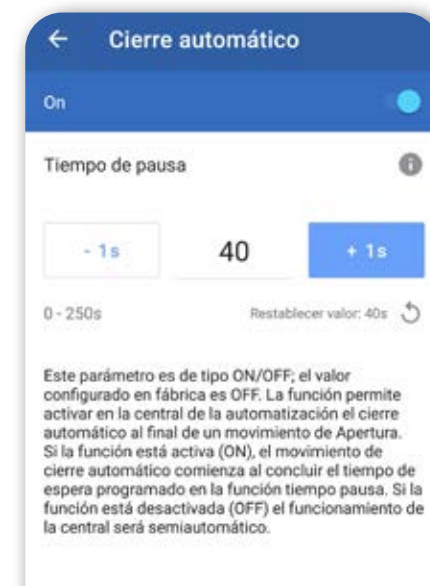 Cierre automático
On
Tiempo de pausa
- 1s 40 + 1s
0 - 250s Restablecer valor: 40s
Este parámetro es de tipo ON/OFF; el valor
configurado en fábrica es OFF. La función permite
activar en la central de la automatización el cierre
automático al final de un movimiento de Apertura.
Si la función está activa (ON), el movimiento de
cierre automático comienza al concluir el tiempo de
espera programado en la función tiempo pausa. Si la
función está desactivada (OFF) el funcionamiento de
la central será semiautomático.